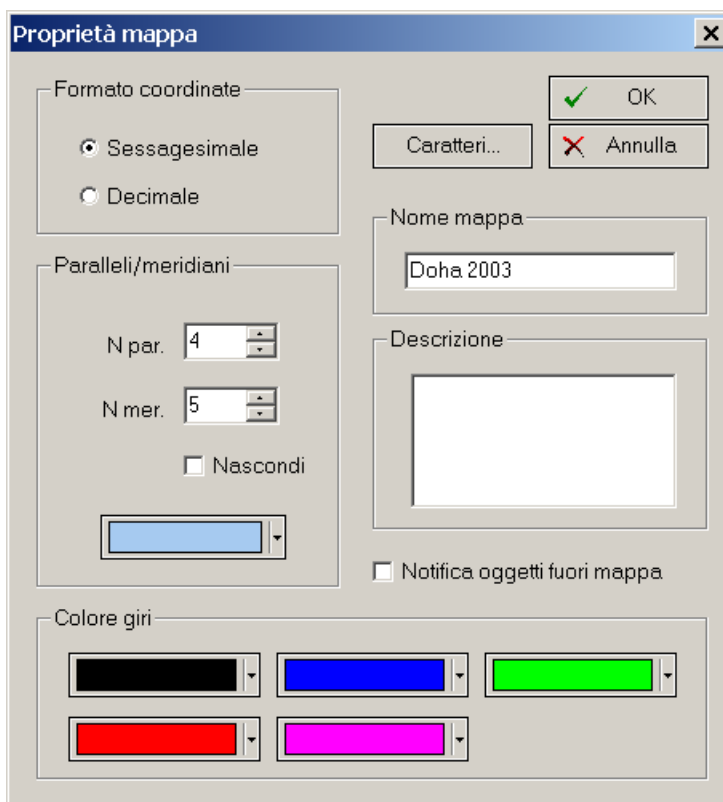 Proprietà mappa
Formato coordinate
Sessagesimale
Decimale
OK
Caratteri...
Annulla
Nome mappa
Doha 2003
Paralleli/meridiani
N par. 4
N mer. 5
Nascondi
Descrizione
Notifica oggetti fuori mappa
Colore giri